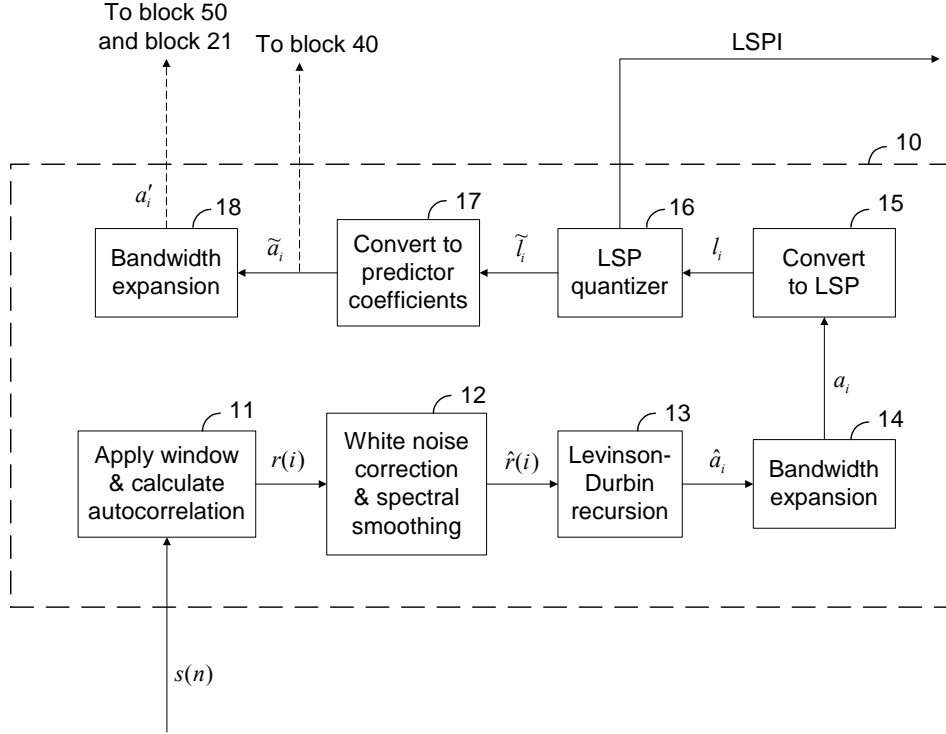 To block 50
and block 21
To block 40
LSPI
10
a′ᵢ
18
Bandwidth
expansion
ãᵢ
17
Convert to
predictor
coefficients
l̃ᵢ
16
LSP
quantizer
lᵢ
15
Convert
to LSP
aᵢ
11
Apply window
& calculate
autocorrelation
r(i)
12
White noise
correction
& spectral
smoothing
r̂(i)
13
Levinson-
Durbin
recursion
âᵢ
14
Bandwidth
expansion
s(n)